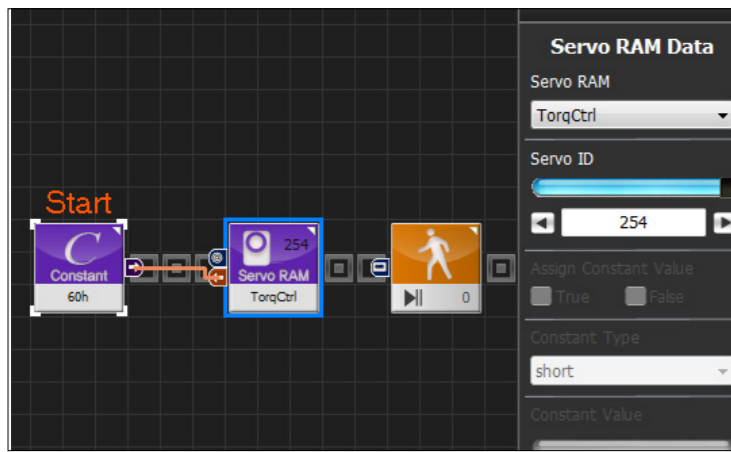 Start
C
Constant
60h
254
Servo RAM
TorqCtrl
0
Servo RAM Data
Servo RAM
TorqCtrl
Servo ID
254
Assign Constant Value
True False
Constant Type
short
Constant Value